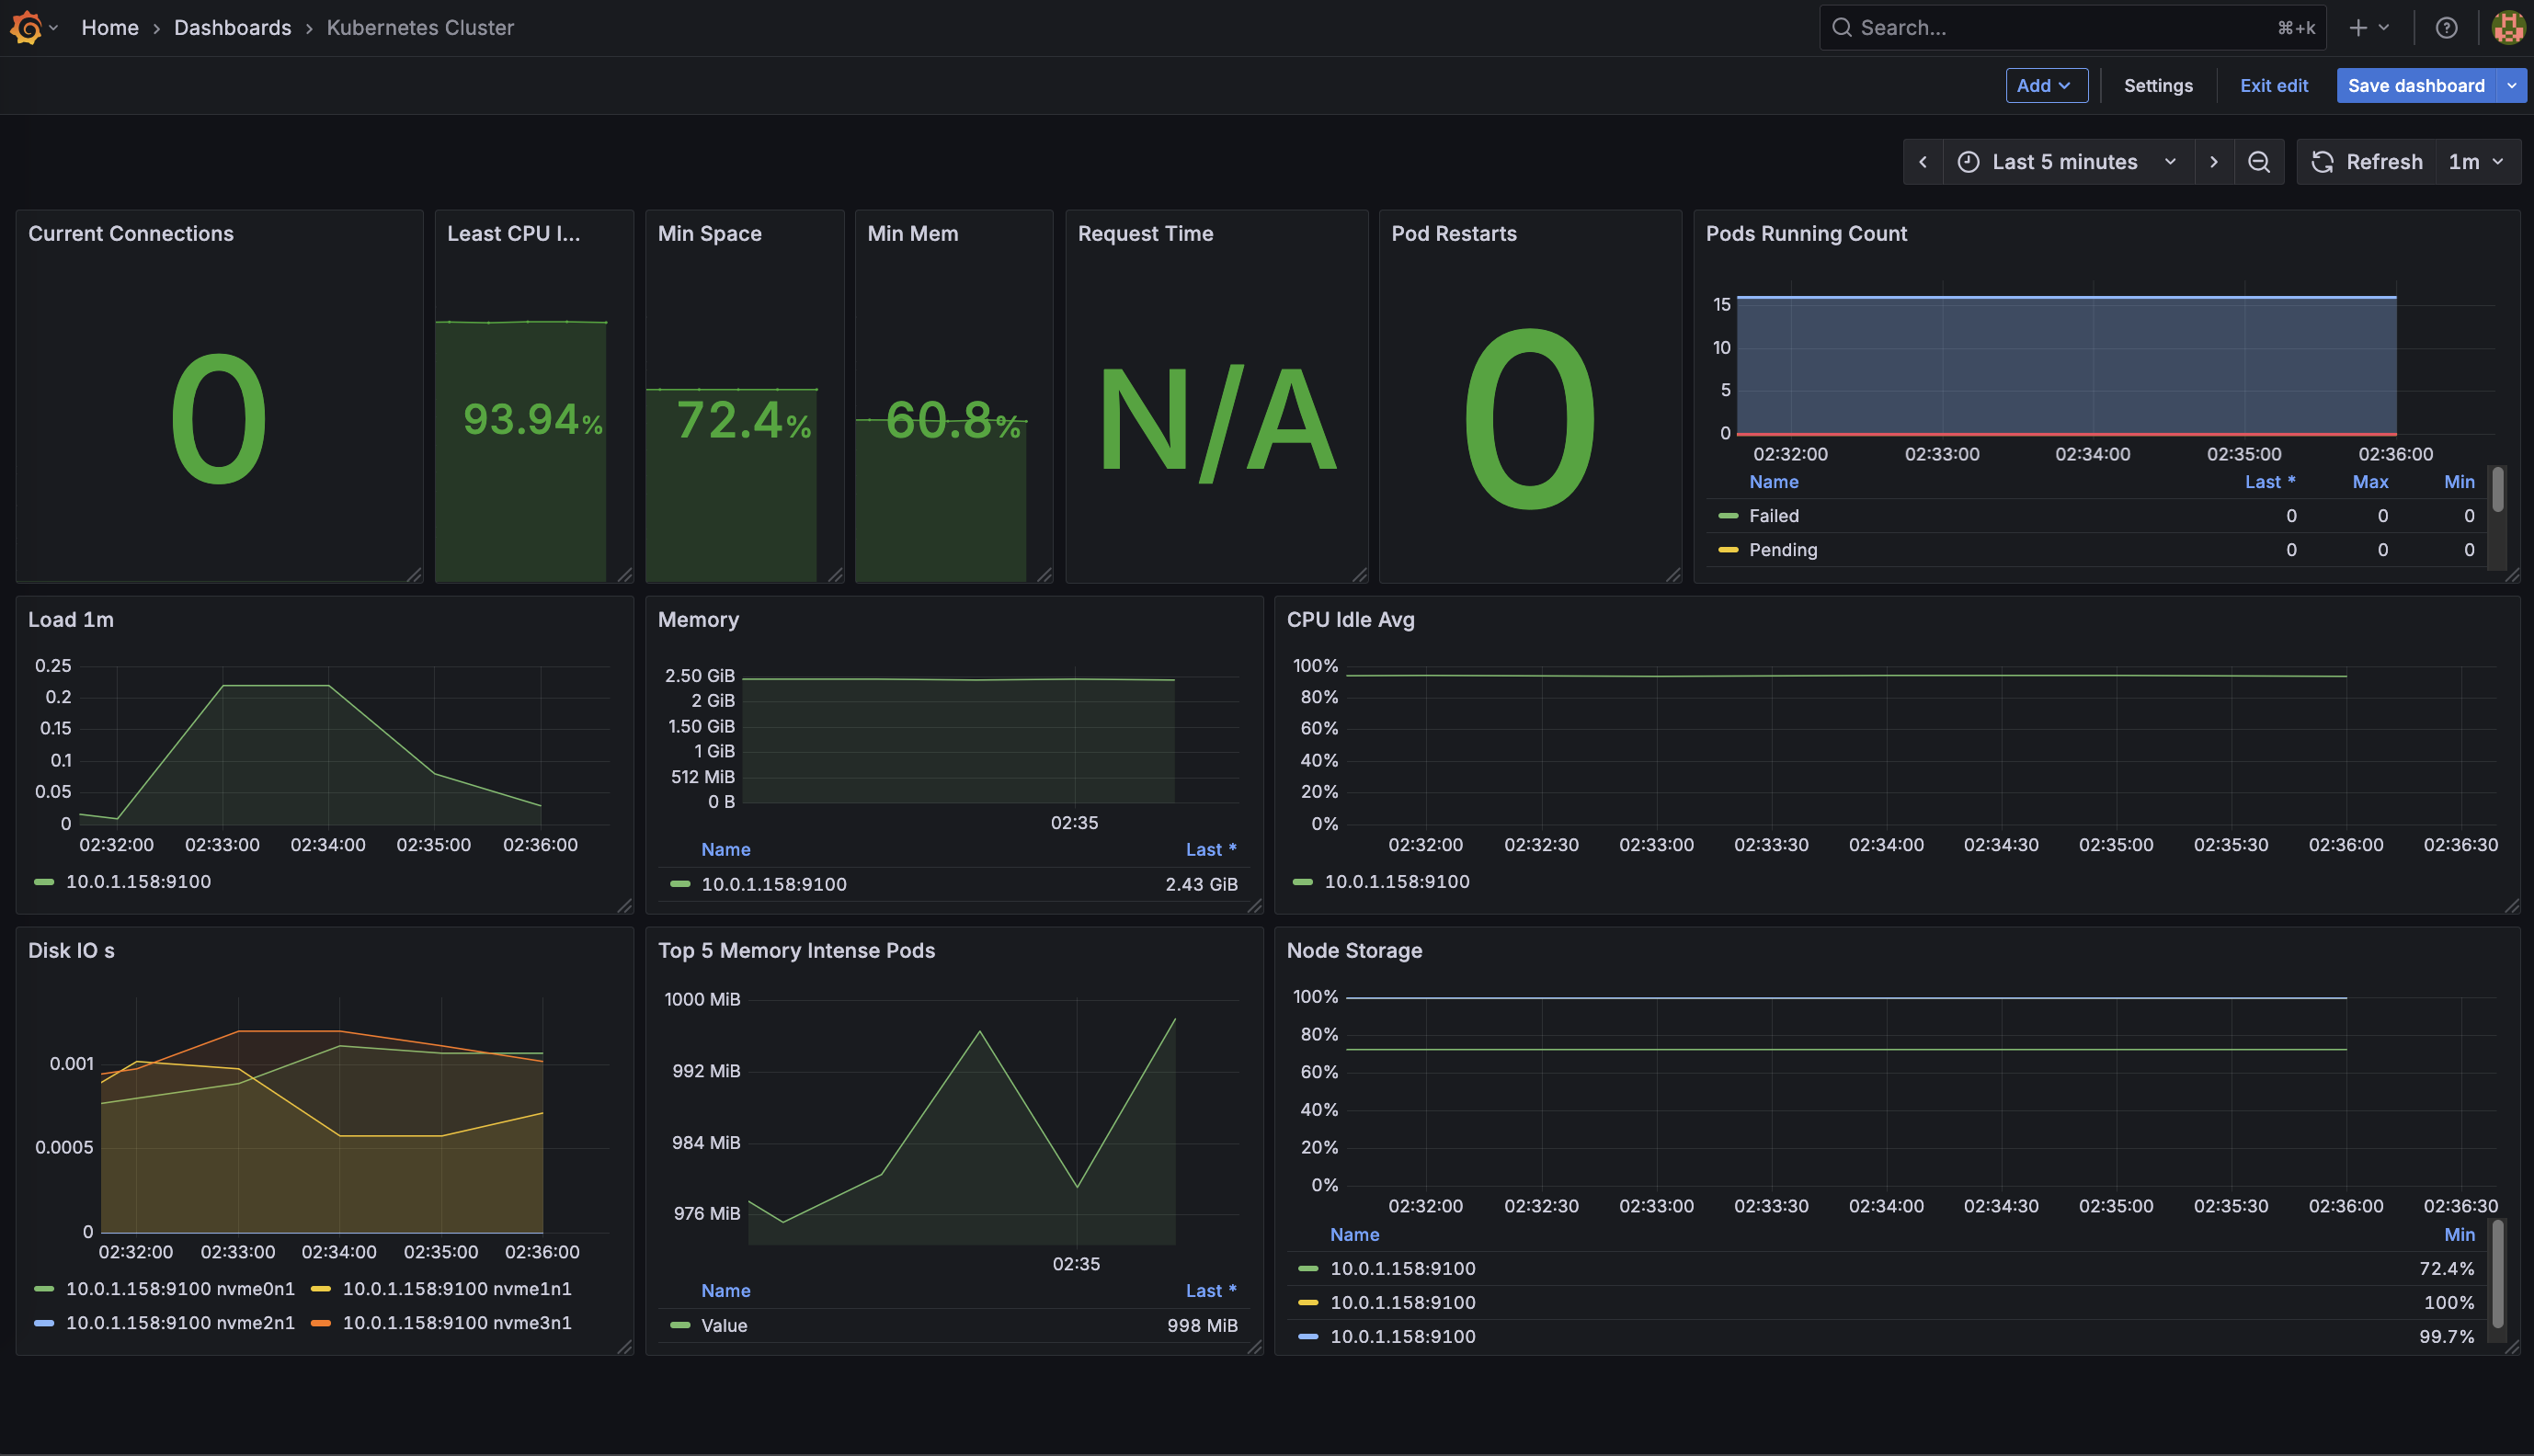 Home › Dashboards › Kubernetes Cluster
Search... ⌘+k
Add Settings Exit edit Save dashboard
Last 5 minutes Refresh 1m
Current Connections
0
Least CPU I...
93.94%
Min Space
72.4%
Min Mem
60.8%
Request Time
N/A
Pod Restarts
0
Pods Running Count
15
10
5
0
02:32:00 02:33:00 02:34:00 02:35:00 02:36:00
Name Last * Max Min
Failed 0 0 0
Pending 0 0 0
Load 1m
0.25
0.2
0.15
0.1
0.05
0
02:32:00 02:33:00 02:34:00 02:35:00 02:36:00
10.0.1.158:9100
Memory
2.50 GiB
2 GiB
1.50 GiB
1 GiB
512 MiB
0 B
02:35
Name Last *
10.0.1.158:9100 2.43 GiB
CPU Idle Avg
100%
80%
60%
40%
20%
0%
02:32:00 02:32:30 02:33:00 02:33:30 02:34:00 02:34:30 02:35:00 02:35:30 02:36:00 02:36:30
10.0.1.158:9100
Disk IO s
0.001
0.0005
0
02:32:00 02:33:00 02:34:00 02:35:00 02:36:00
10.0.1.158:9100 nvme0n1 10.0.1.158:9100 nvme1n1
10.0.1.158:9100 nvme2n1 10.0.1.158:9100 nvme3n1
Top 5 Memory Intense Pods
1000 MiB
992 MiB
984 MiB
976 MiB
02:35
Name Last *
Value 998 MiB
Node Storage
100%
80%
60%
40%
20%
0%
02:32:00 02:32:30 02:33:00 02:33:30 02:34:00 02:34:30 02:35:00 02:35:30 02:36:00 02:36:30
Name Min
10.0.1.158:9100 72.4%
10.0.1.158:9100 100%
10.0.1.158:9100 99.7%